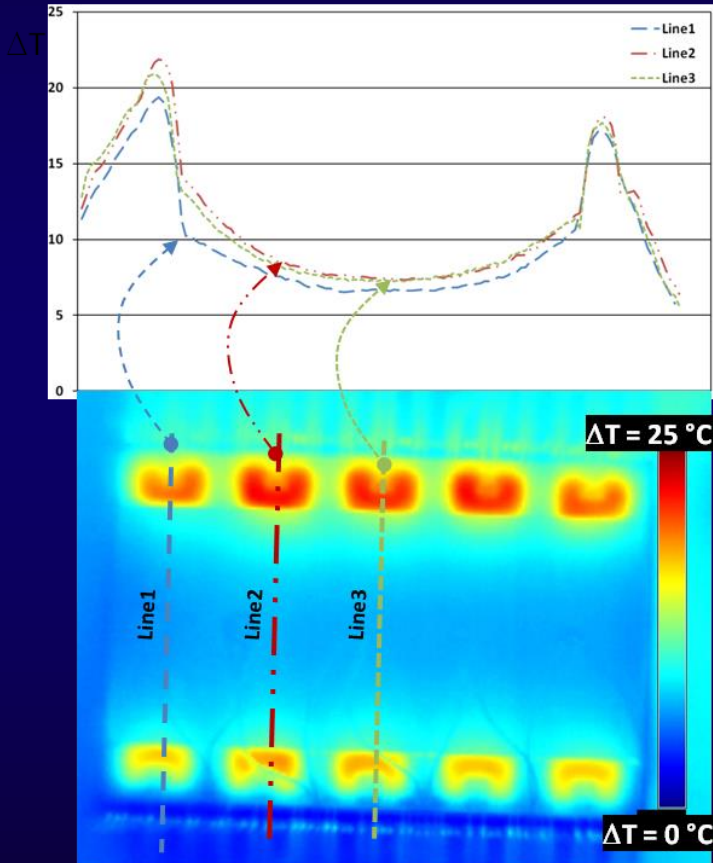 25
ΔT
20
15
10
5
0
Line1
Line2
Line3
ΔT = 25 °C
Line1
Line2
Line3
ΔT = 0 °C